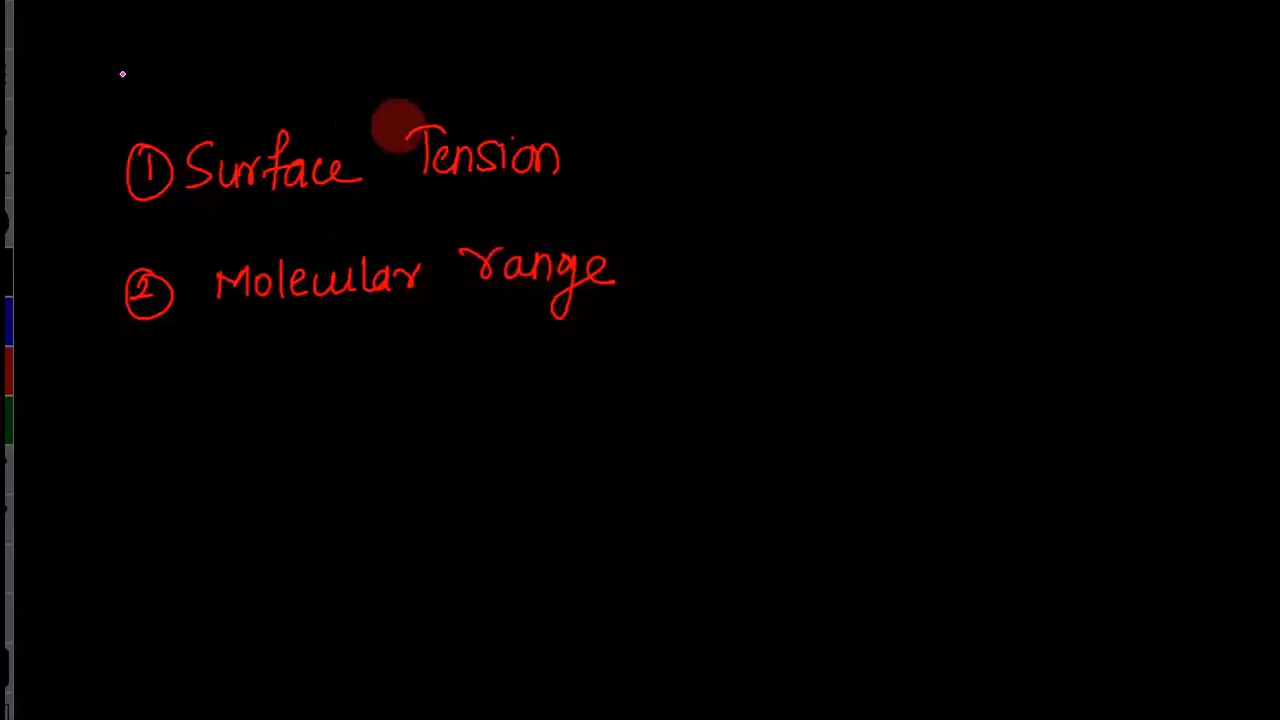 ① Surface Tension
② Molecular range